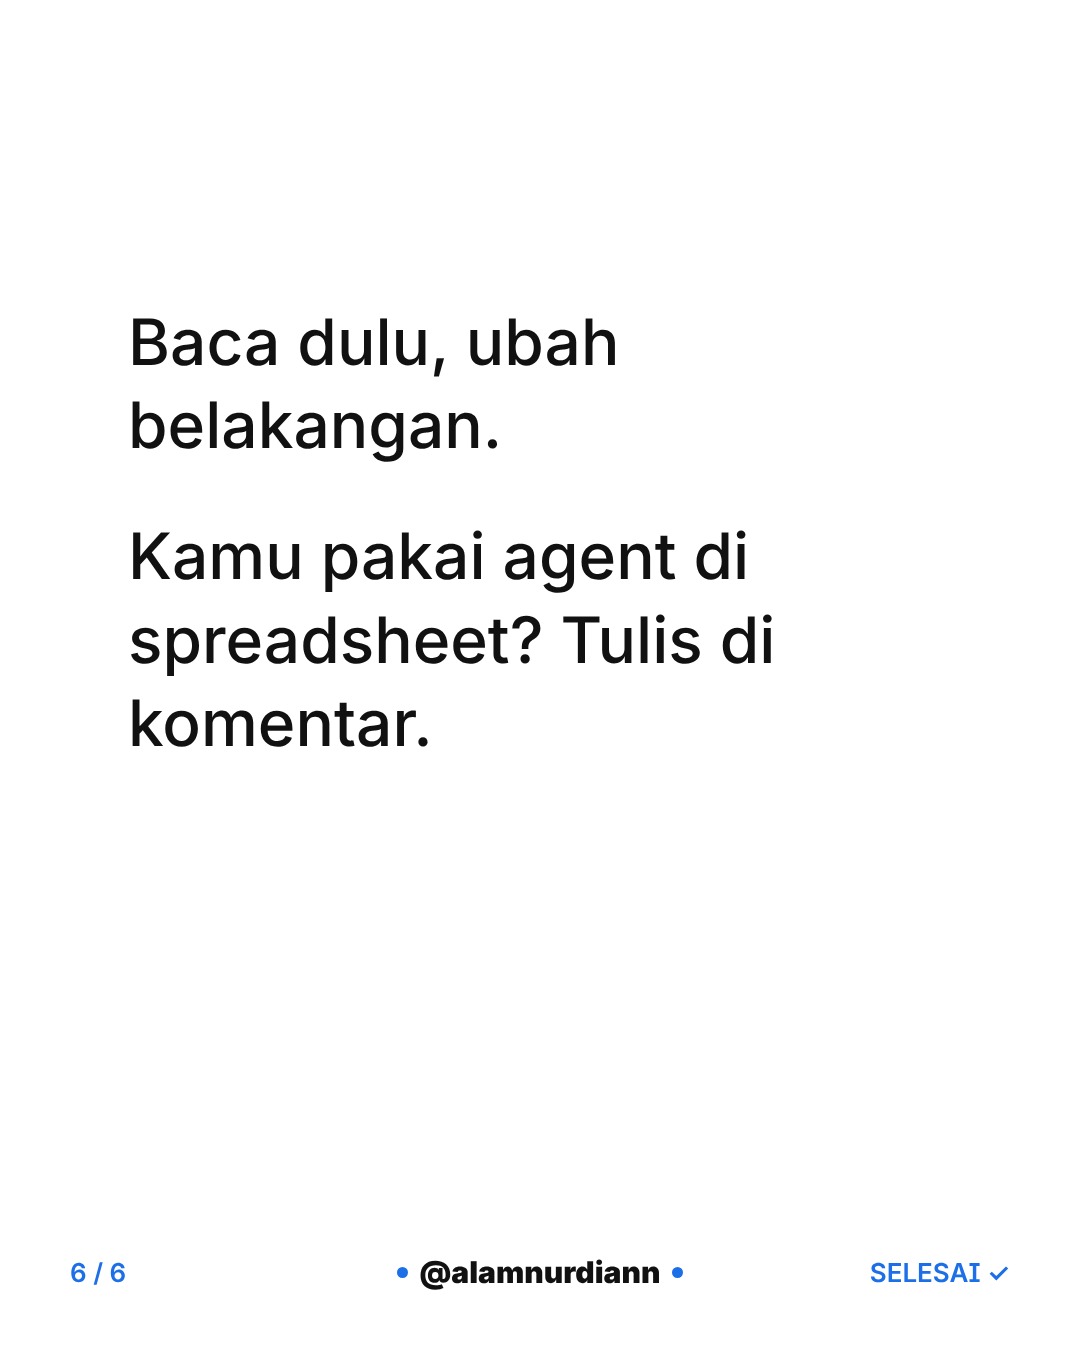 Baca dulu, ubah
belakangan.
Kamu pakai agent di
spreadsheet? Tulis di
komentar.
6 / 6
• @alamnurdiann •
SELESAI ✓